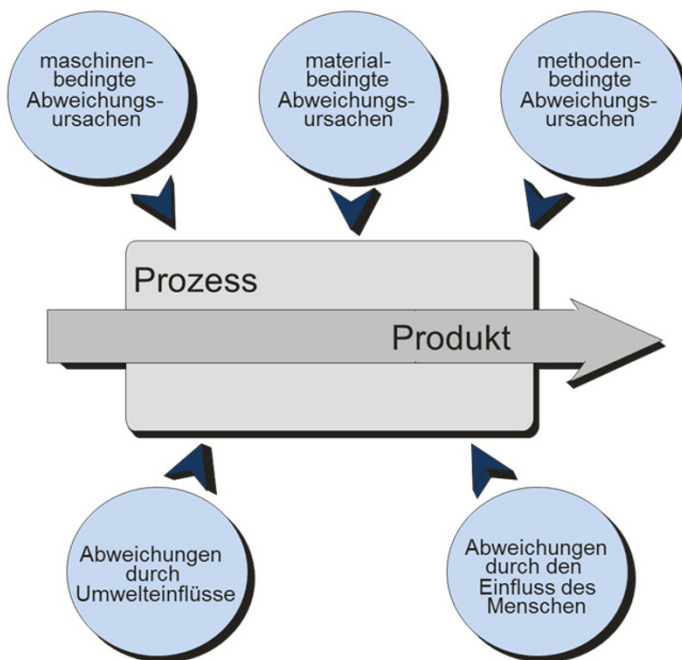 maschinen-
bedingte
Abweichungs-
ursachen
material-
bedingte
Abweichungs-
ursachen
methoden-
bedingte
Abweichungs-
ursachen
Prozess
Produkt
Abweichungen
durch
Umwelteinflüsse
Abweichungen
durch den
Einfluss des
Menschen